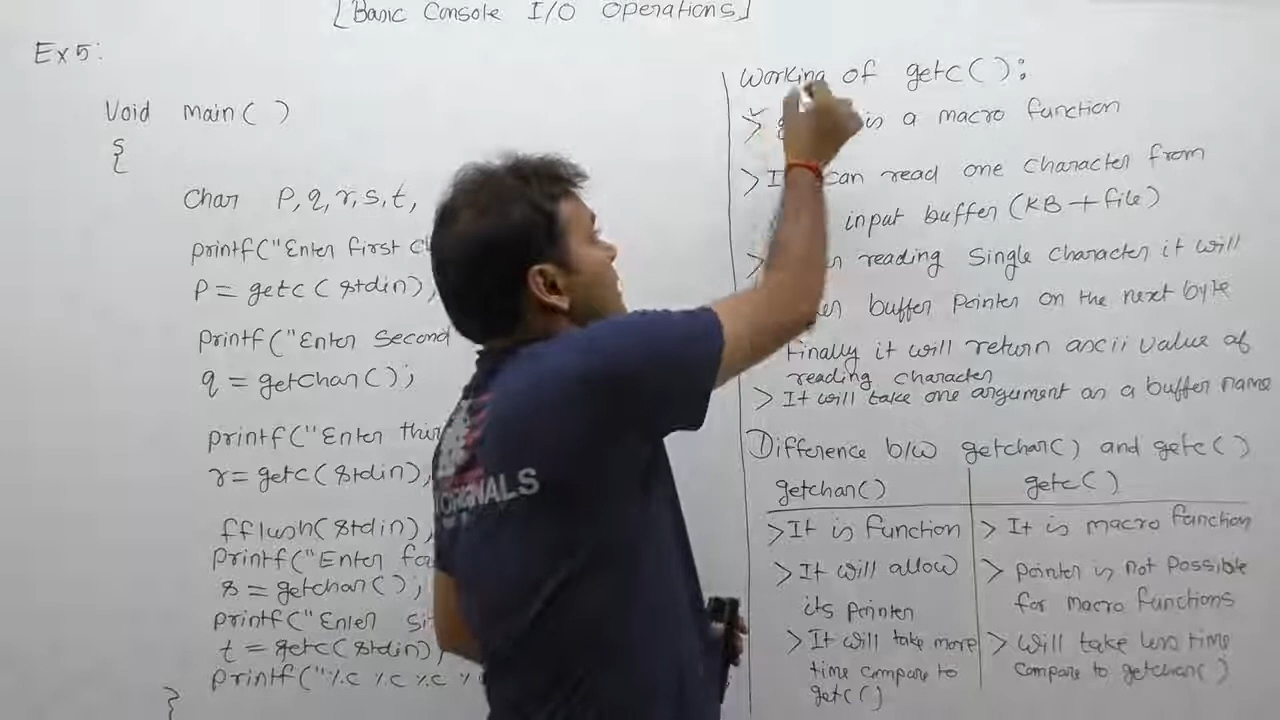 [Basic Console I/O Operations]
Ex5:
Void main( )
{
char P, q, r, s, t,
printf("Enter first c
P = getc (stdin),
printf("Enter Second
q = getchar();
printf("Enter thir
r = getc (stdin),
fflush(stdin),
printf("Enter fo
s = getchar();
printf("Enter si
t = getc(stdin),
printf("%c %c %c %
}
Working of getc():
> is a macro function
> I can read one character from
input buffer (KB + file)
> reading Single character it will
buffer pointer on the next byte
Finally it will return ascii value of
reading character
> It will take one argument as a buffer name
Difference b/w getchar() and getc()
getchar()
getc()
> It is function
> It is macro function
> It will allow
its pointer
> pointer is not possible
for macro functions
> It will take more
time compare to
getc()
> will take less time
compare to getchar()
ORIGINALS